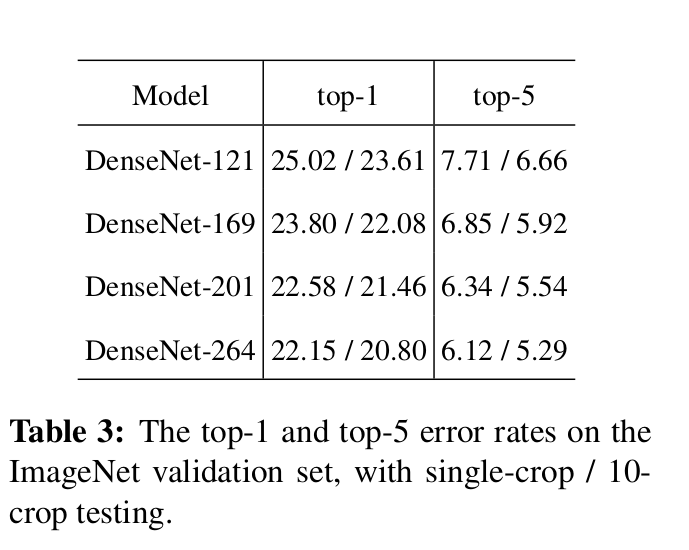 Model top-1 top-5
DenseNet-121 25.02 / 23.61 7.71 / 6.66
DenseNet-169 23.80 / 22.08 6.85 / 5.92
DenseNet-201 22.58 / 21.46 6.34 / 5.54
DenseNet-264 22.15 / 20.80 6.12 / 5.29
Table 3: The top-1 and top-5 error rates on the
ImageNet validation set, with single-crop / 10-
crop testing.